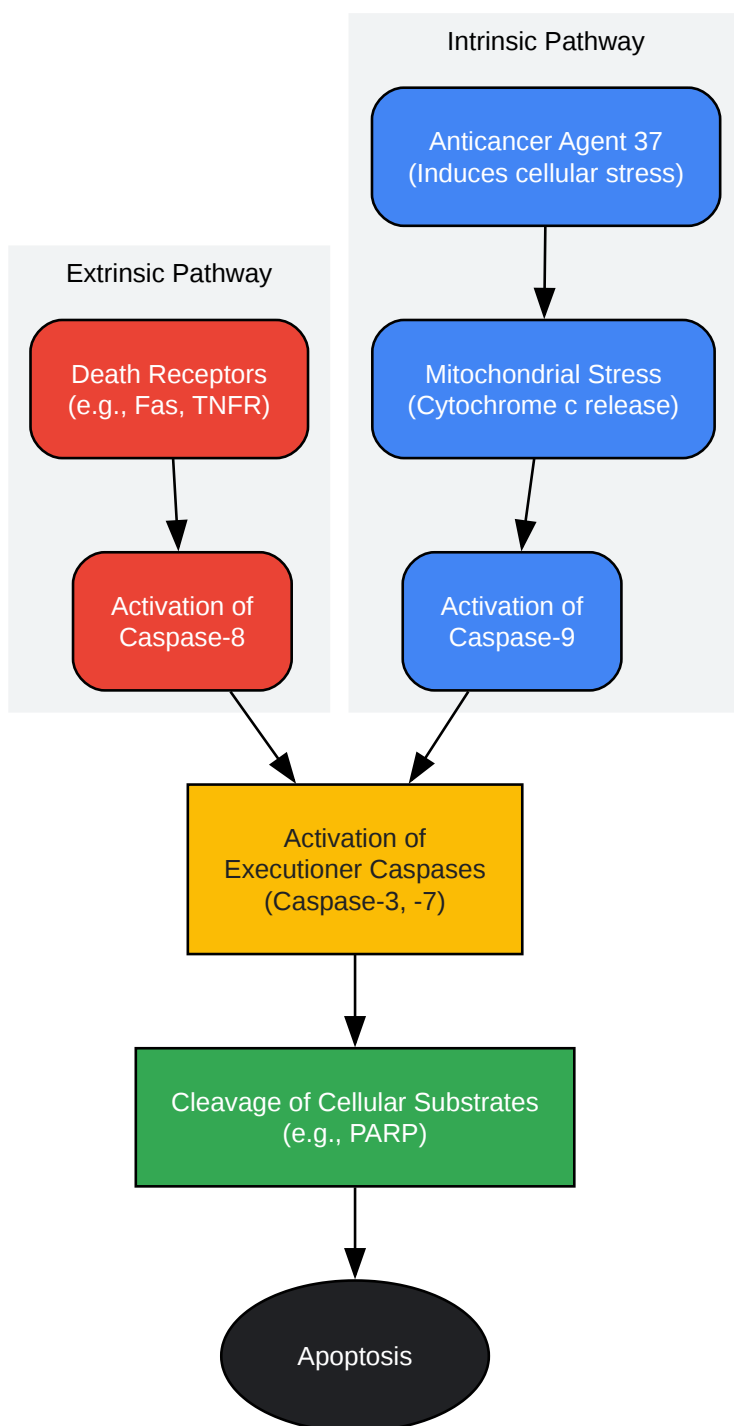 Intrinsic Pathway
Anticancer Agent 37
(Induces cellular stress)
Extrinsic Pathway
Death Receptors
(e.g., Fas, TNFR)
Mitochondrial Stress
(Cytochrome c release)
Activation of
Caspase-8
Activation of
Caspase-9
Activation of
Executioner Caspases
(Caspase-3, -7)
Cleavage of Cellular Substrates
(e.g., PARP)
Apoptosis